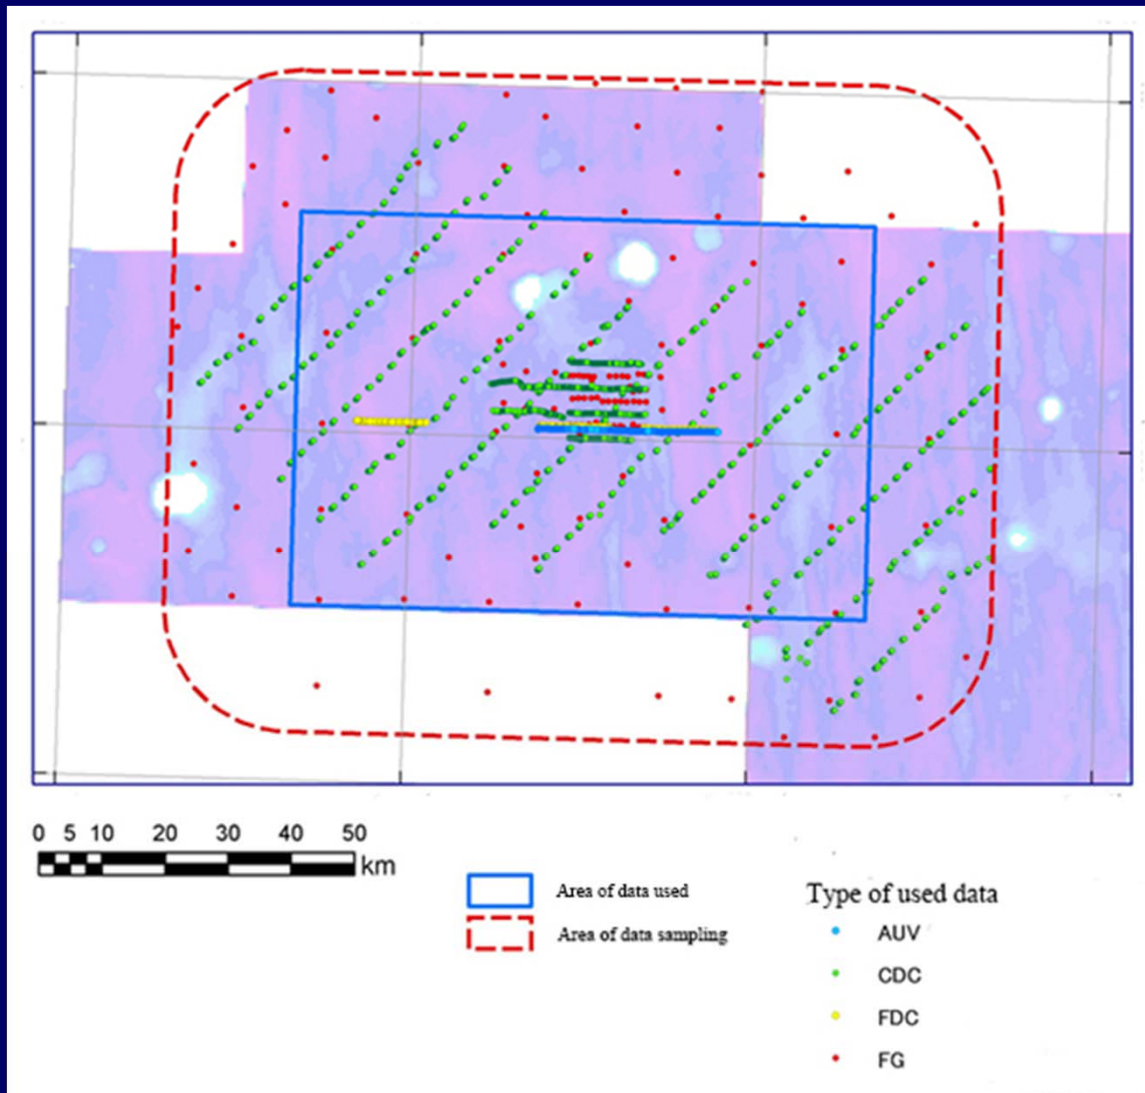 0 5 10 20 30 40 50
km
Area of data used
Area of data sampling
Type of used data
AUV
CDC
FDC
FG